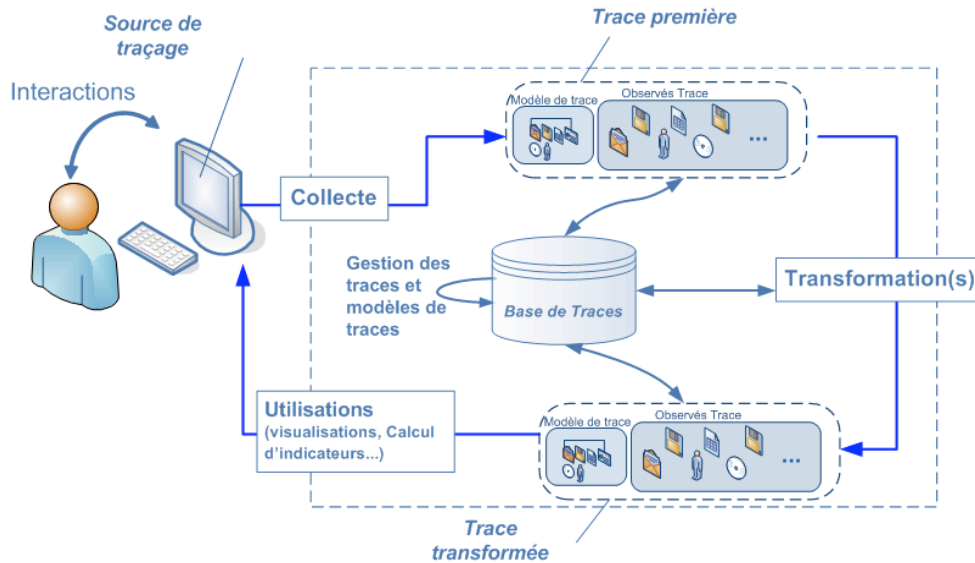 Source de
traçage
Trace première
Interactions
Modèle de trace
Observés Trace
...
Collecte
Gestion des
traces et
modèles de
traces
Base de Traces
Transformation(s)
Utilisations
(visualisations, Calcul
d'indicateurs...)
Modèle de trace
Observés Trace
...
Trace
transformée